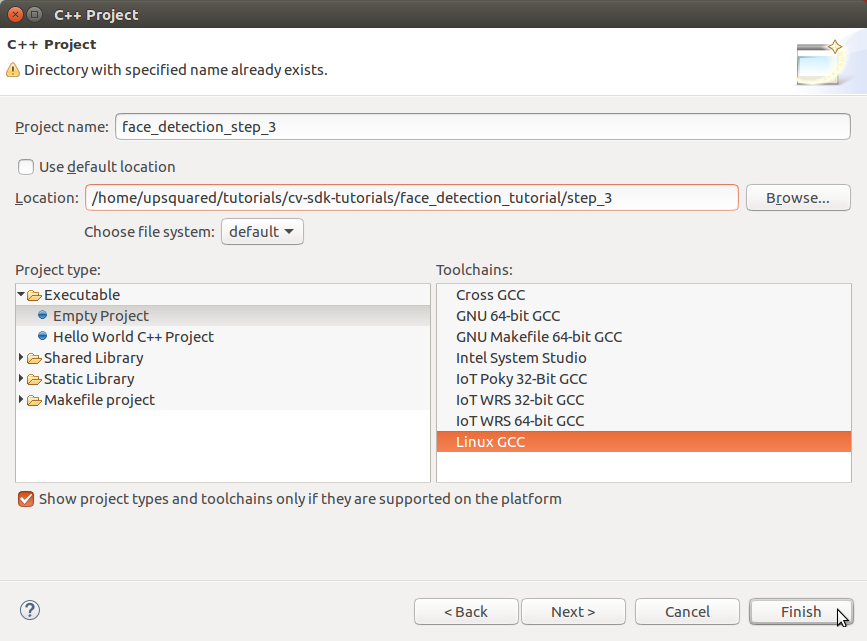 C++ Project
C++ Project
Directory with specified name already exists.
Project name: face_detection_step_3
Use default location
Location: /home/upsquared/tutorials/cv-sdk-tutorials/face_detection_tutorial/step_3 Browse...
Choose file system: default
Project type: Toolchains:
Executable
Empty Project
Hello World C++ Project
Shared Library
Static Library
Makefile project
Cross GCC
GNU 64-bit GCC
GNU Makefile 64-bit GCC
Intel System Studio
IoT Poky 32-Bit GCC
IoT WRS 32-bit GCC
IoT WRS 64-bit GCC
Linux GCC
Show project types and toolchains only if they are supported on the platform
? < Back Next > Cancel Finish